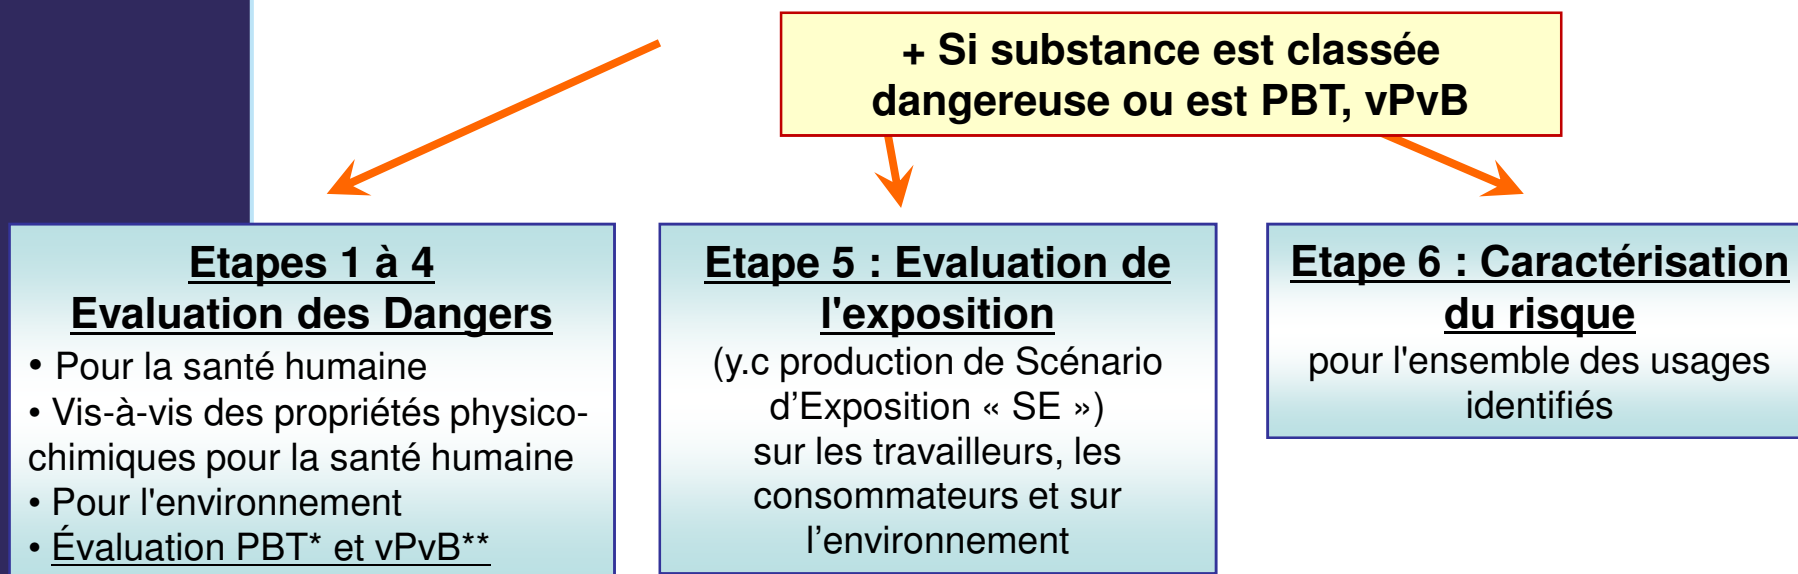 + Si substance est classée
dangereuse ou est PBT, vPvB
Etapes 1 à 4
Evaluation des Dangers
• Pour la santé humaine
• Vis-à-vis des propriétés physico-
chimiques pour la santé humaine
• Pour l'environnement
• Évaluation PBT* et vPvB**
Etape 5 : Evaluation de
l'exposition
(y.c production de Scénario
d’Exposition « SE »)
sur les travailleurs, les
consommateurs et sur
l’environnement
Etape 6 : Caractérisation
du risque
pour l'ensemble des usages
identifiés